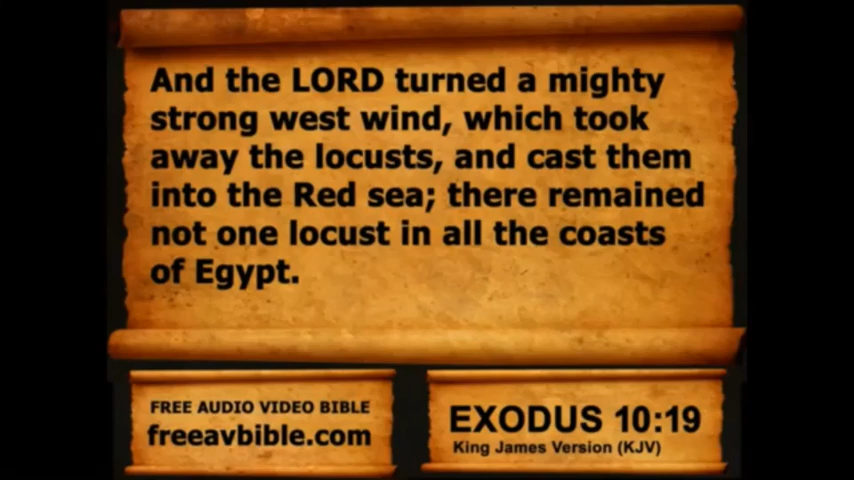 And the LORD turned a mighty
strong west wind, which took
away the locusts, and cast them
into the Red sea; there remained
not one locust in all the coasts
of Egypt.
FREE AUDIO VIDEO BIBLE
freeavbible.com
EXODUS 10:19
King James Version (KJV)